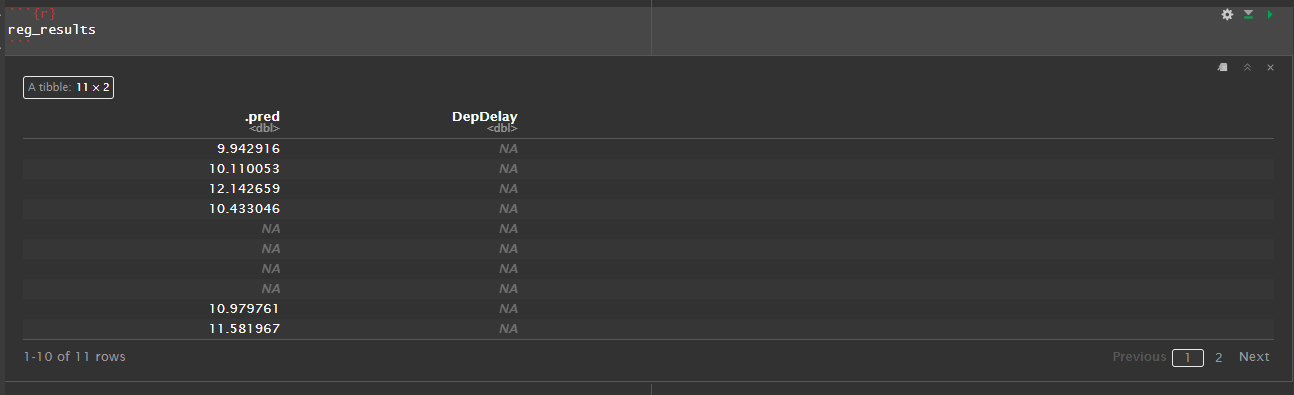 ```{r}
reg_results
```
A tibble: 11 × 2
.pred DepDelay
<dbl> <dbl>
9.942916 NA
10.110053 NA
12.142659 NA
10.433046 NA
NA NA
NA NA
NA NA
NA NA
10.979761 NA
11.581967 NA
1-10 of 11 rows Previous 1 2 Next